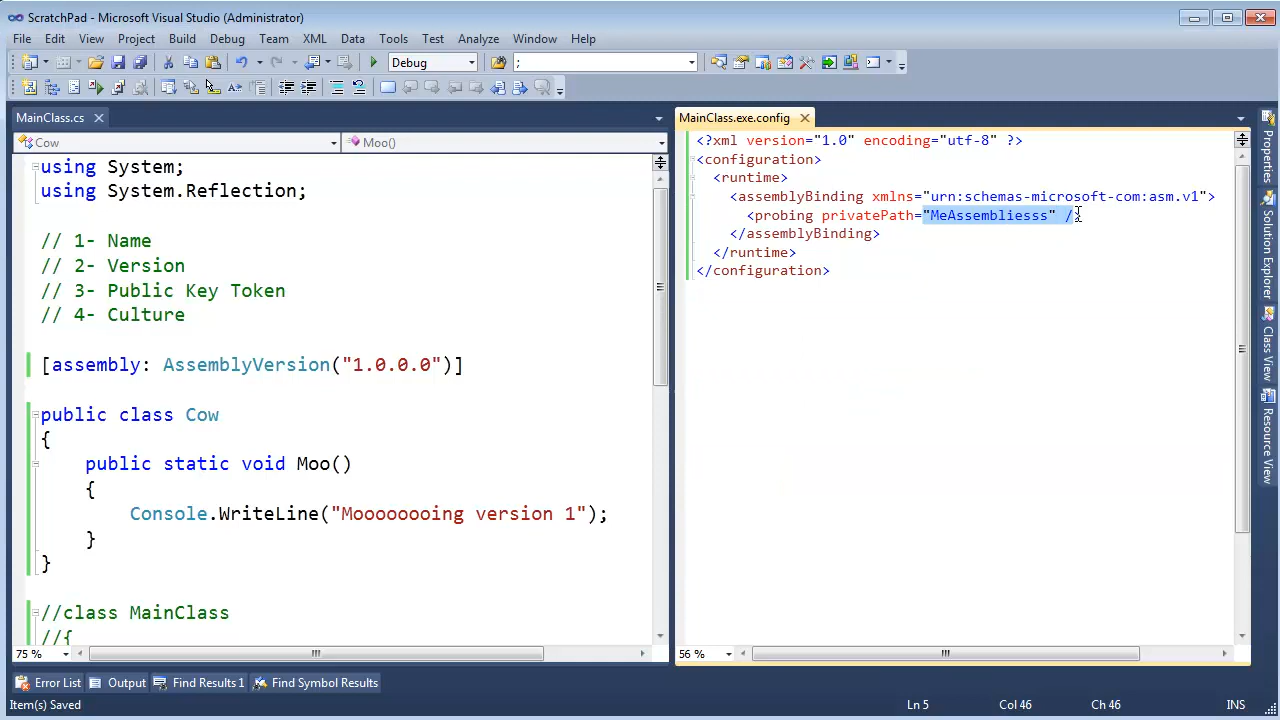 ScratchPad - Microsoft Visual Studio (Administrator)
File Edit View Project Build Debug Team XML Data Tools Test Analyze Window Help
Debug ;
MainClass.cs
MainClass.exe.config
Cow Moo()
using System;
using System.Reflection;
// 1- Name
// 2- Version
// 3- Public Key Token
// 4- Culture
[assembly: AssemblyVersion("1.0.0.0")]
public class Cow
{
public static void Moo()
{
Console.WriteLine("Moooooooing version 1");
}
}
//class MainClass
//{
75 %
<?xml version="1.0" encoding="utf-8" ?>
<configuration>
<runtime>
<assemblyBinding xmlns="urn:schemas-microsoft-com:asm.v1">
<probing privatePath="MeAssembliesss" />
</assemblyBinding>
</runtime>
</configuration>
56 %
Properties
Solution Explorer
Class View
Resource View
Error List Output Find Results 1 Find Symbol Results
Item(s) Saved Ln 5 Col 46 Ch 46 INS